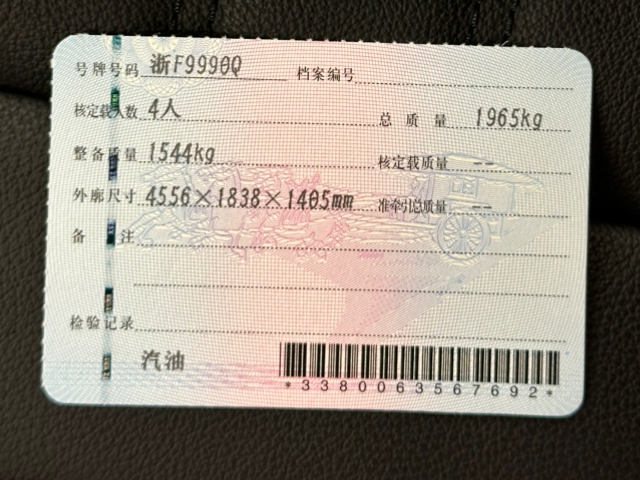 号牌号码 浙F9990Q 档案编号
核定载人数 4人 总质量 1965kg
整备质量 1544kg 核定载质量 --
外廓尺寸 4556×1838×1405mm 准牵引总质量 --
备注
检验记录
汽油
*3380063567692*